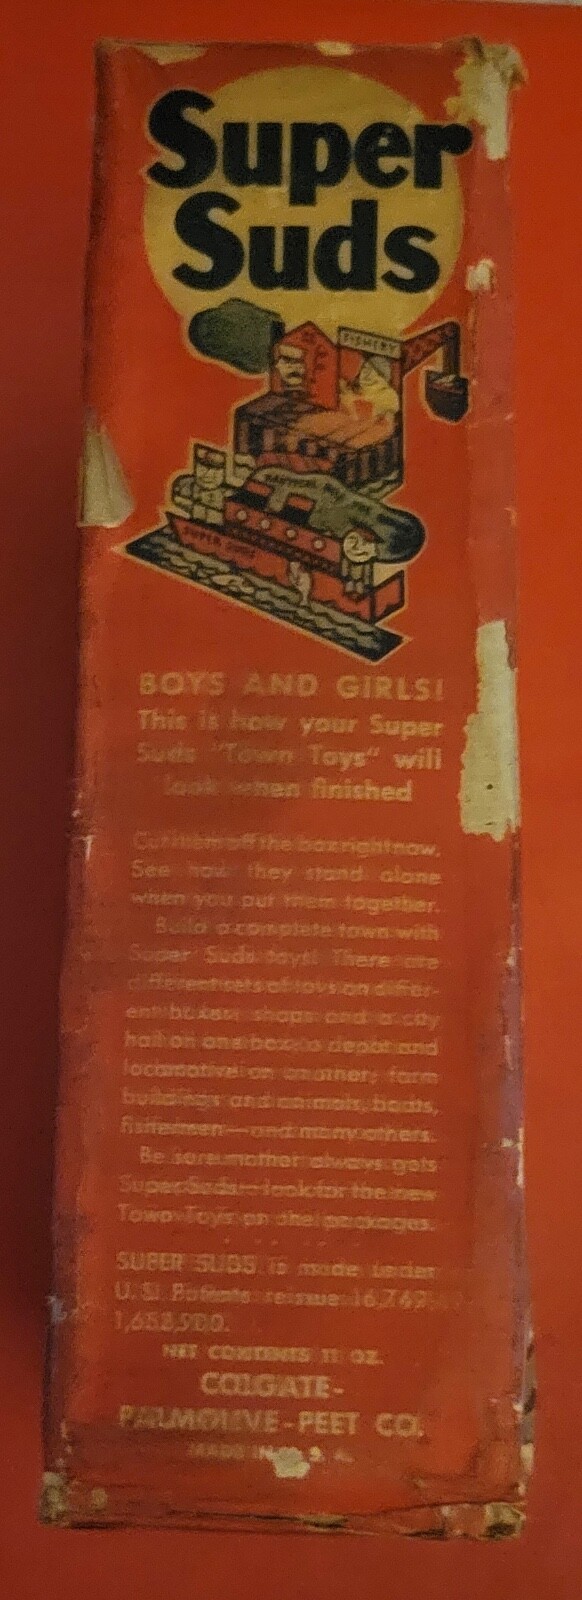 Super
Suds
FISHERY
SUPER SUDS
BOYS AND GIRLS!
This is how your Super
Suds "Town Toys" will
look when finished
Cut them off the box right now.
See how they stand alone
when you put them together.
Build a complete town with
Super Suds toys! There are
different sets of toys on differ-
ent boxes: shops and a city
hall on one box; a depot and
locomotive on another; farm
buildings and animals, boats,
fishermen—and many others.
Be sure mother always gets
Super Suds—look for the new
Town Toys on the packages.
SUPER SUDS is made under
U. S. Patents reissue 16,749
1,652,900.
NET CONTENTS 11 OZ.
COLGATE-
PALMOLIVE-PEET CO.
MADE IN U. S. A.